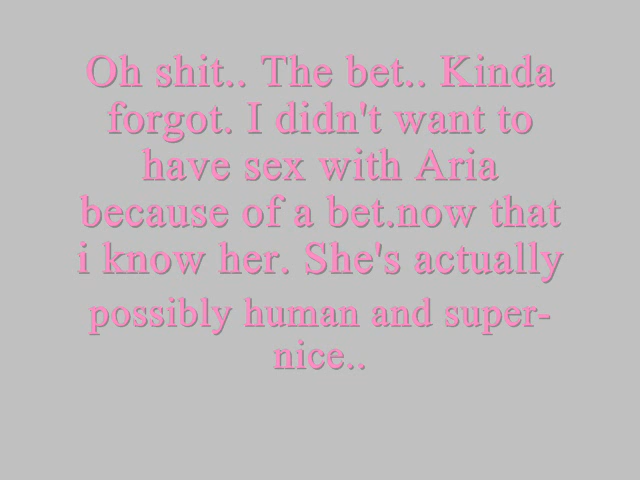 Oh shit.. The bet.. Kinda
forgot. I didn't want to
have sex with Aria
because of a bet.now that
i know her. She's actually
possibly human and super-
nice..